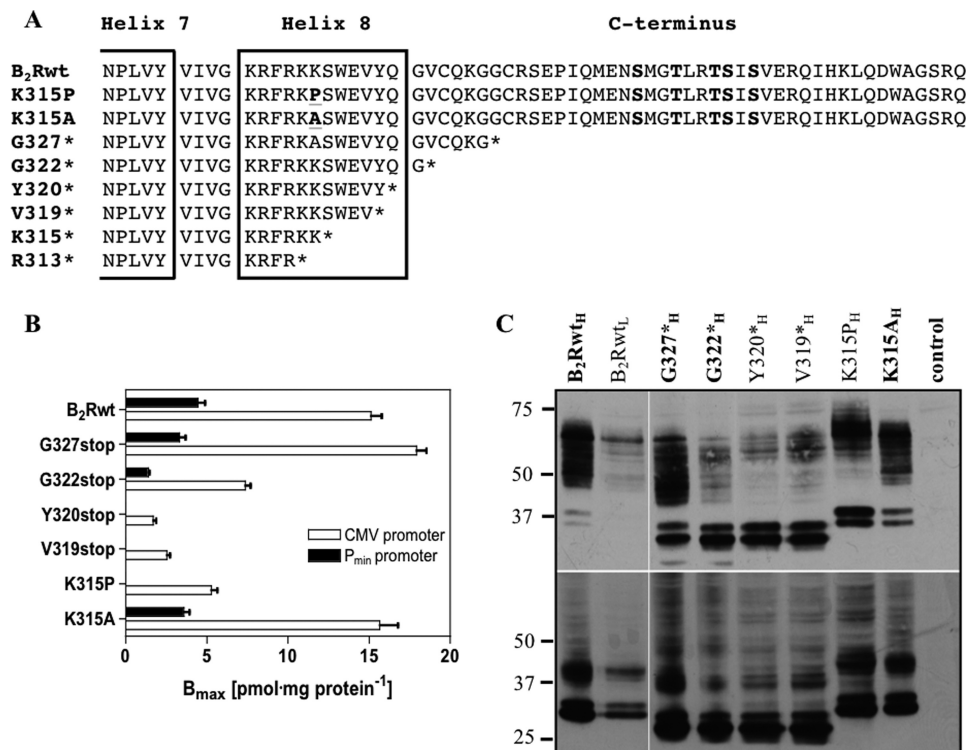 A
Helix 7 Helix 8 C-terminus
B₂Rwt NPLVY VIVG KRFRKKSWEVYQ GVCQKGGCRSEPIQMENSMGTLRTSISVERQIHKLQDWAGSRQ
K315P NPLVY VIVG KRFRKPSWEVYQ GVCQKGGCRSEPIQMENSMGTLRTSISVERQIHKLQDWAGSRQ
K315A NPLVY VIVG KRFRKASWEVYQ GVCQKGGCRSEPIQMENSMGTLRTSISVERQIHKLQDWAGSRQ
G327* NPLVY VIVG KRFRKASWEVYQ GVCQKG*
G322* NPLVY VIVG KRFRKKSWEVYQ G*
Y320* NPLVY VIVG KRFRKKSWEVY*
V319* NPLVY VIVG KRFRKKSWEV*
K315* NPLVY VIVG KRFRKK*
R313* NPLVY VIVG KRFR*
B
B₂Rwt
G327stop
G322stop
Y320stop
V319stop
K315P
K315A
CMV promoter
Pmin promoter
0 5 10 15 20
Bmax [pmol·mg protein⁻¹]
C
B₂RwtH B₂RwtL G327*H G322*H Y320*H V319*H K315PH K315AH control
75
50
37
50
37
25